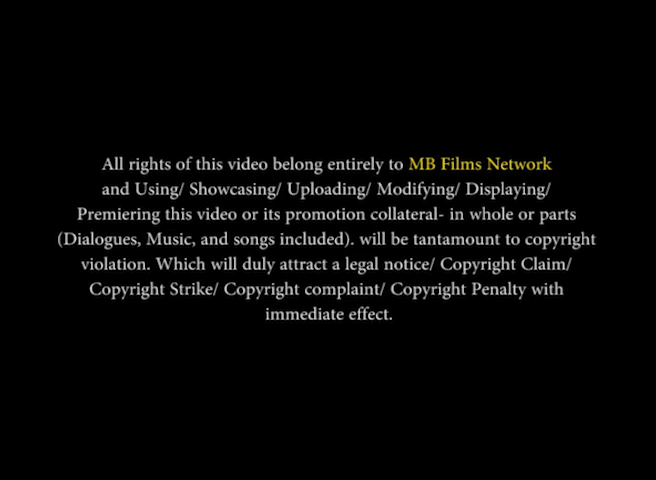 All rights of this video belong entirely to MB Films Network
and Using/ Showcasing/ Uploading/ Modifying/ Displaying/
Premiering this video or its promotion collateral- in whole or parts
(Dialogues, Music, and songs included). will be tantamount to copyright
violation. Which will duly attract a legal notice/ Copyright Claim/
Copyright Strike/ Copyright complaint/ Copyright Penalty with
immediate effect.